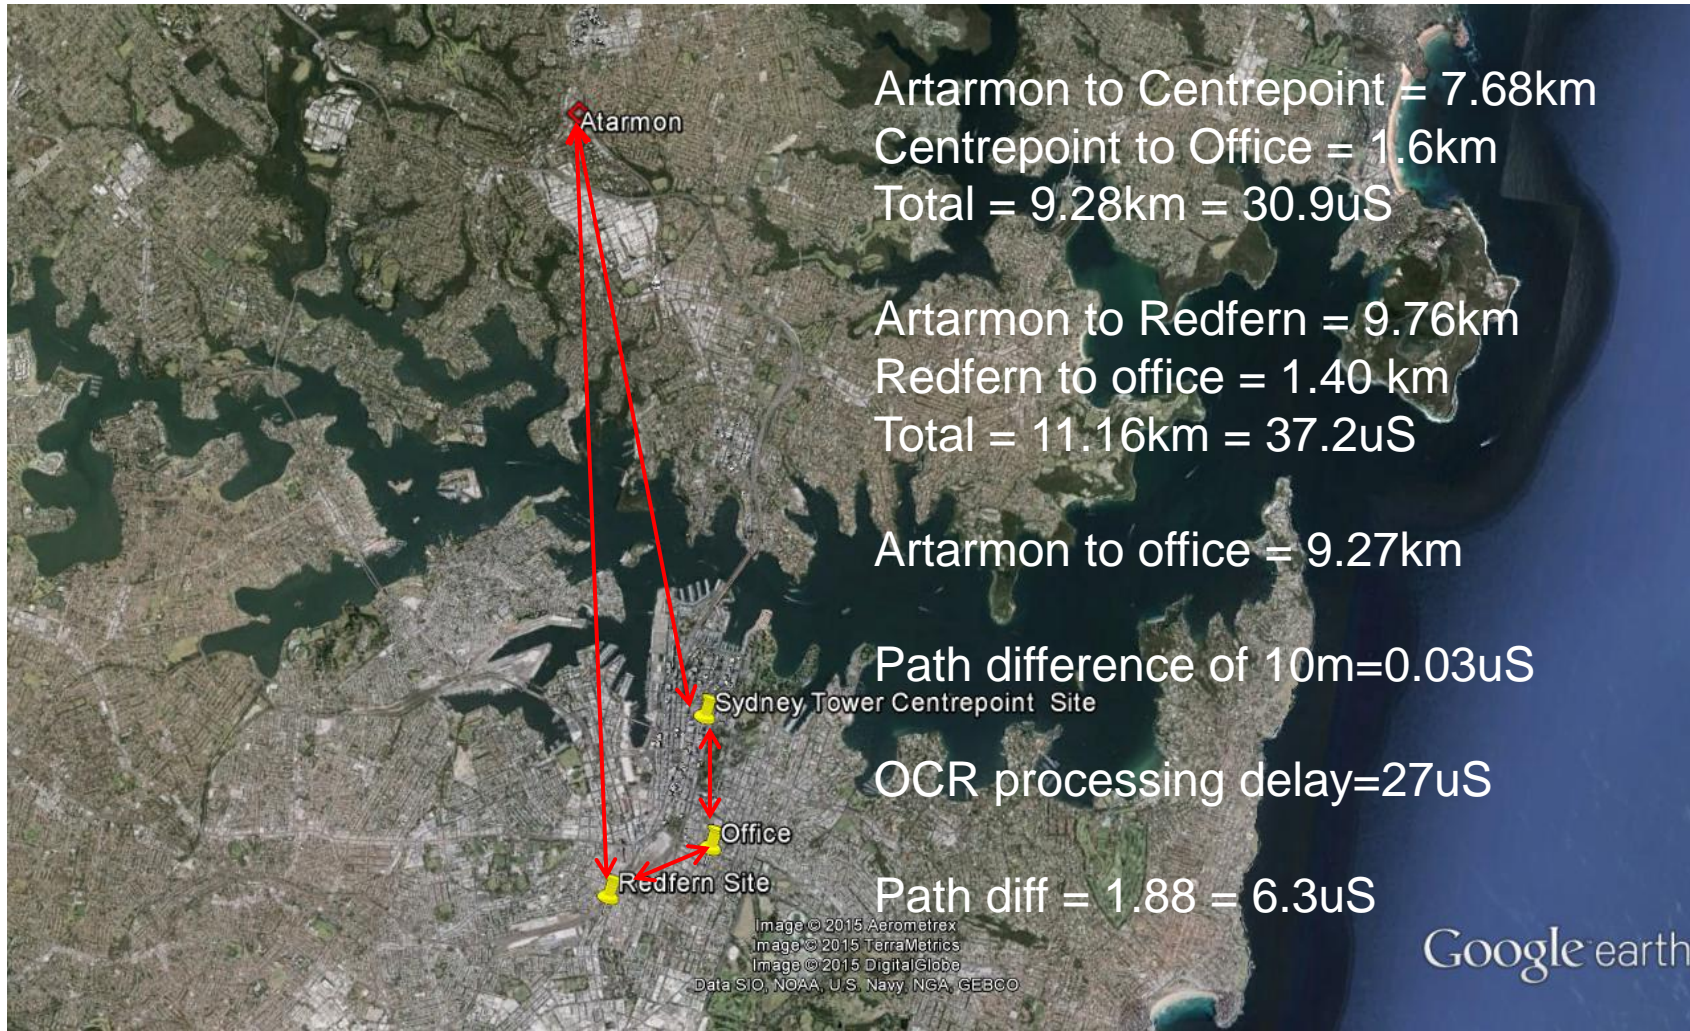 Artarmon to Centrepoint = 7.68km
Centrepoint to Office = 1.6km
Total = 9.28km = 30.9uS
Artarmon to Redfern = 9.76km
Redfern to office = 1.40 km
Total = 11.16km = 37.2uS
Artarmon to office = 9.27km
Path difference of 10m=0.03uS
OCR processing delay=27uS
Path diff = 1.88 = 6.3uS
Atarmon
Sydney Tower Centrepoint Site
Office
Redfern Site
Image © 2015 Aerometrex
Image © 2015 TerraMetrics
Image © 2015 DigitalGlobe
Data SIO, NOAA, U.S. Navy, NGA, GEBCO
Google earth